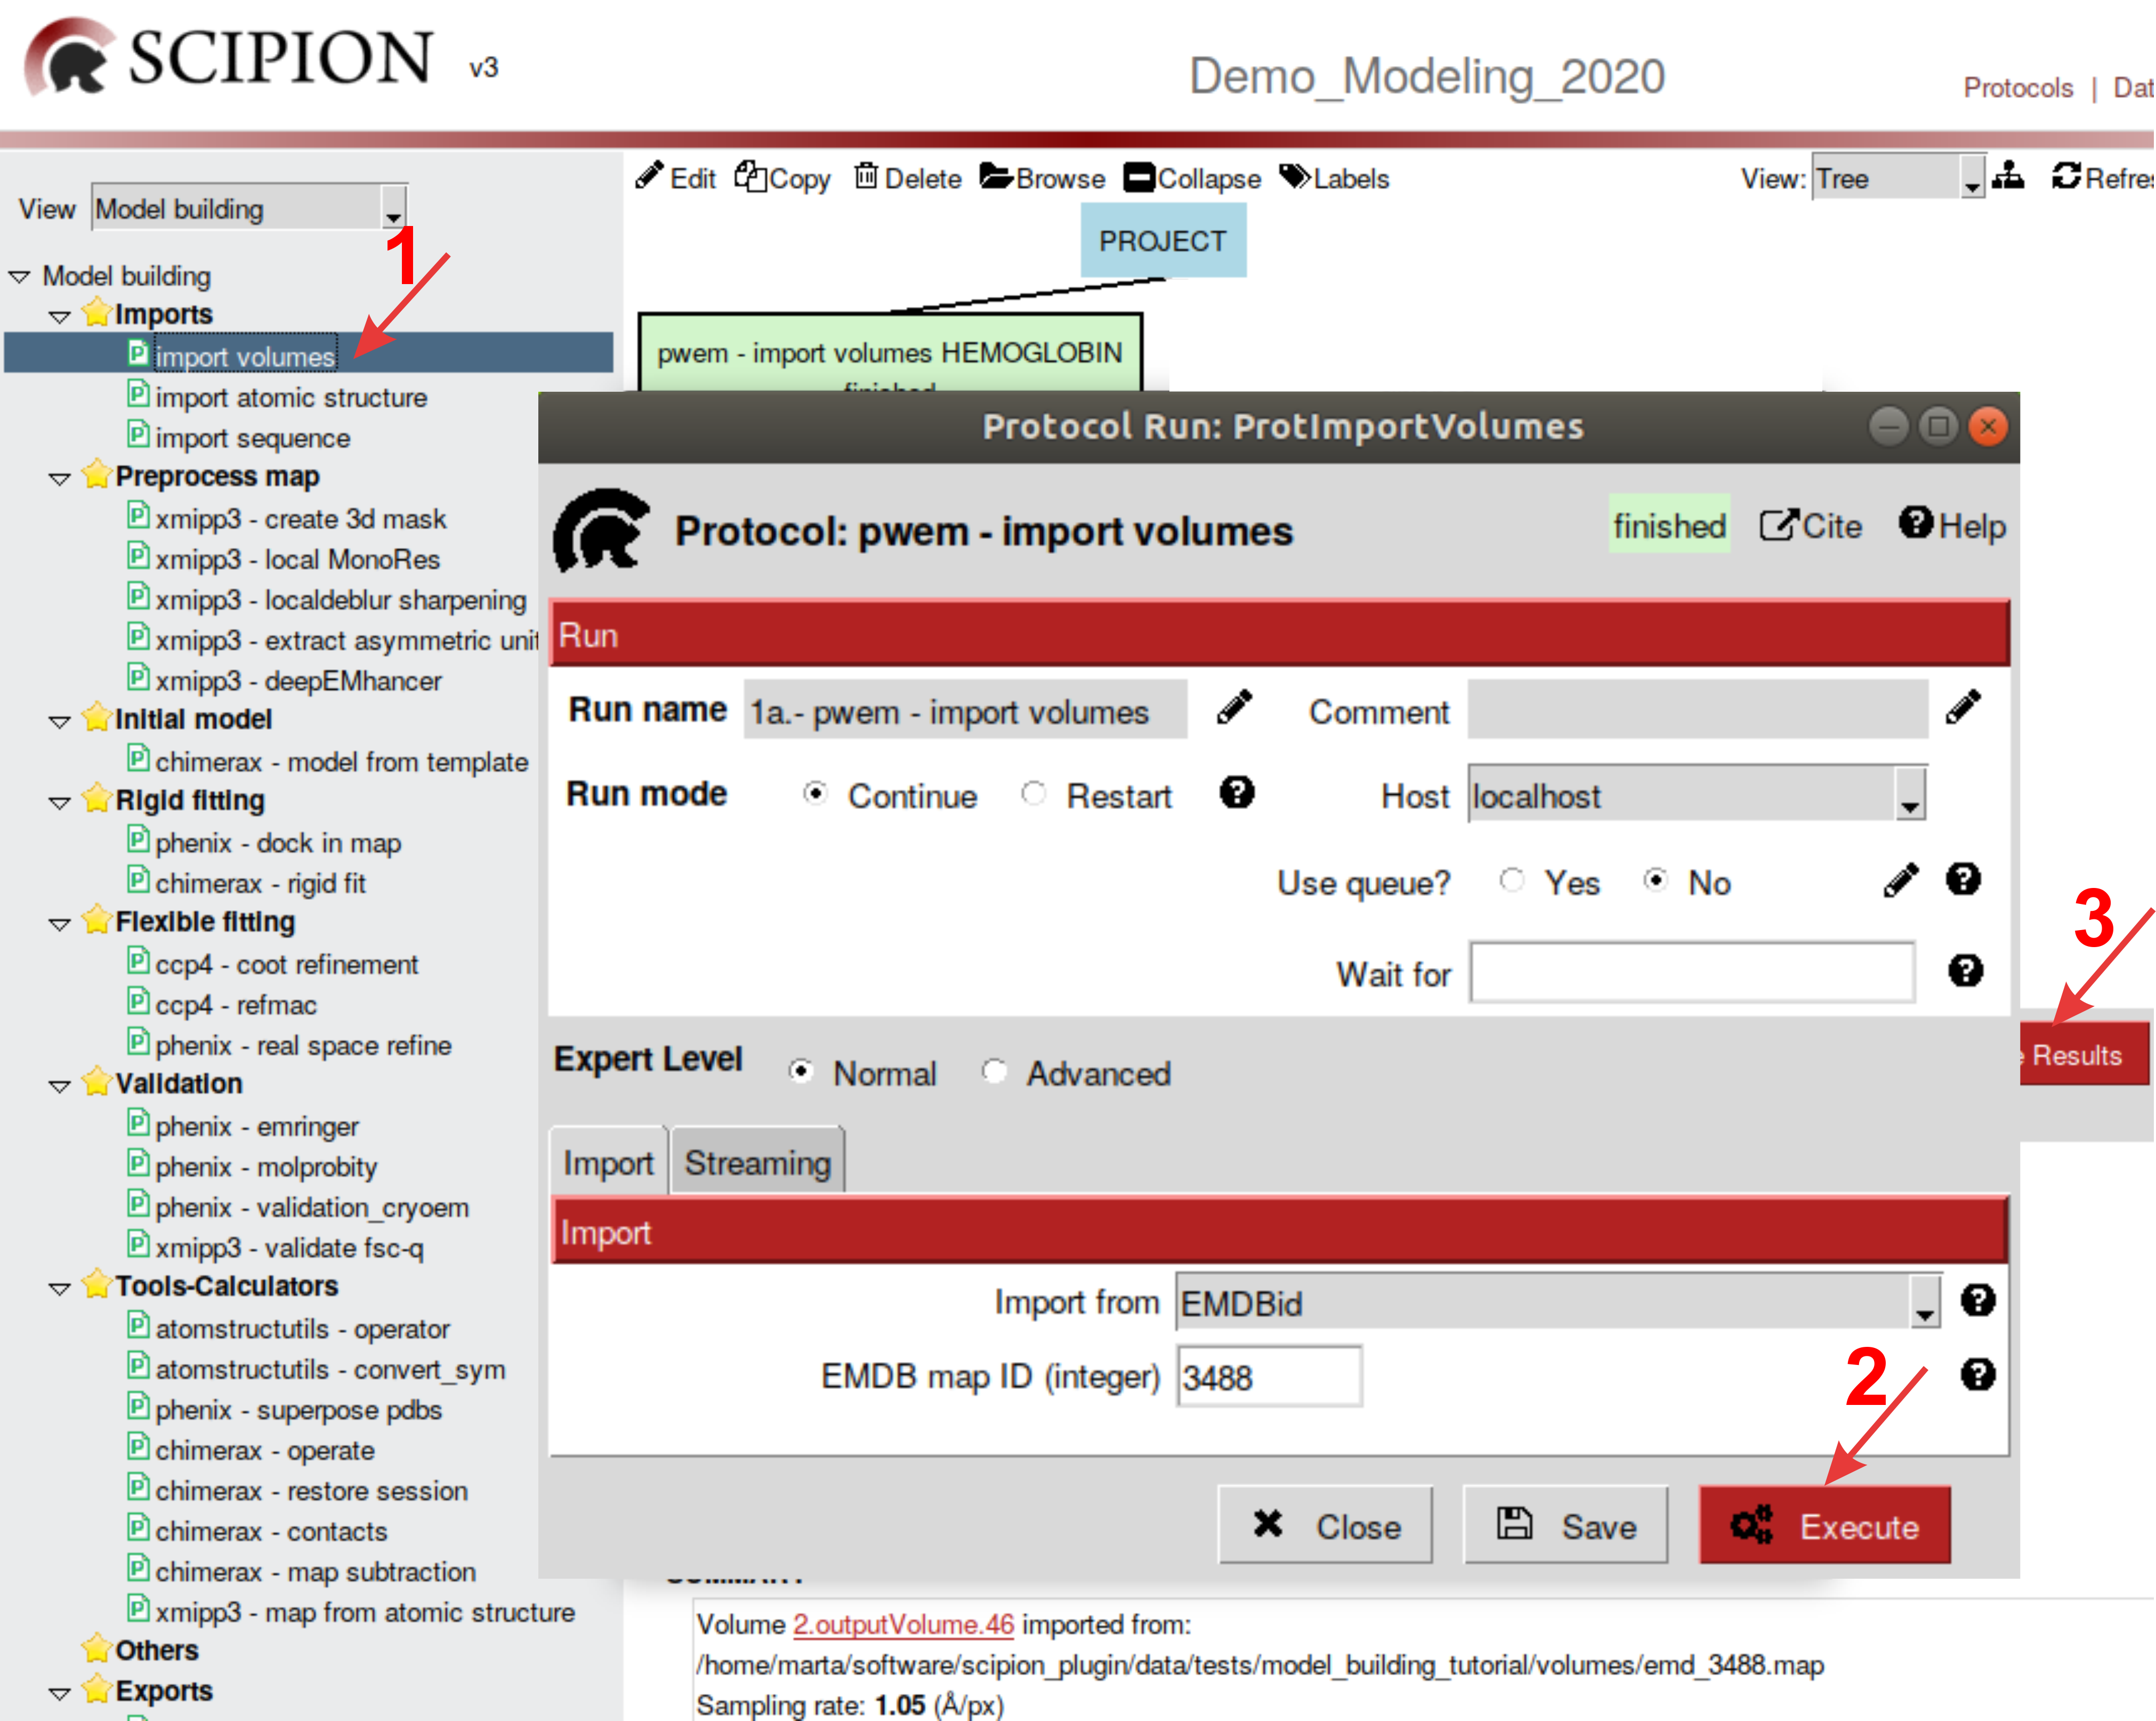 SCIPION v3
Demo_Modeling_2020
Protocols |
Edit Copy Delete Browse Collapse Labels
View: Tree
View Model building
1
Model building
Imports
import volumes
import atomic structure
import sequence
Preprocess map
xmipp3 - create 3d mask
xmipp3 - local MonoRes
xmipp3 - localdeblur sharpening
xmipp3 - extract asymmetric unit
xmipp3 - deepEMhancer
Initial model
chimerax - model from template
Rigid fitting
phenix - dock in map
chimerax - rigid fit
Flexible fitting
ccp4 - coot refinement
ccp4 - refmac
phenix - real space refine
Validation
phenix - emringer
phenix - molprobity
phenix - validation_cryoem
xmipp3 - validate fsc-q
Tools-Calculators
atomstructutils - operator
atomstructutils - convert_sym
phenix - superpose pdbs
chimerax - operate
chimerax - restore session
chimerax - contacts
chimerax - map subtraction
xmipp3 - map from atomic structure
Others
Exports
PROJECT
pwem - import volumes HEMOGLOBIN
finished
Protocol Run: ProtImportVolumes
Protocol: pwem - import volumes
finished Cite Help
Run
Run name 1a.- pwem - import volumes Comment
Run mode Continue Restart Host localhost
Use queue? Yes No
Wait for
3
Results
Expert Level Normal Advanced
Import Streaming
Import
Import from EMDBid
EMDB map ID (integer) 3488
2
Close Save Execute
Volume 2.outputVolume.46 imported from:
/home/marta/software/scipion_plugin/data/tests/model_building_tutorial/volumes/emd_3488.map
Sampling rate: 1.05 (Å/px)